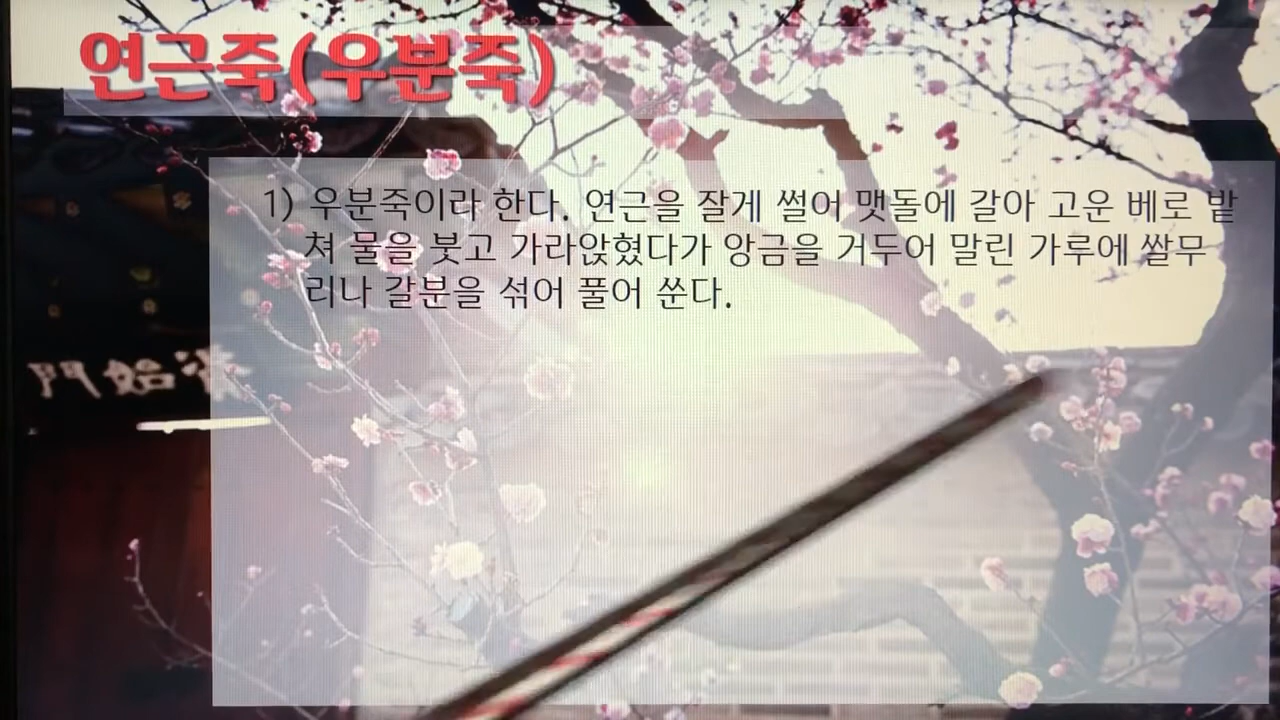 연근죽(우분죽)
1) 우분죽이라 한다. 연근을 잘게 썰어 맷돌에 갈아 고운 베로 밭
쳐 물을 붓고 가라앉혔다가 앙금을 거두어 말린 가루에 쌀무
리나 갈분을 섞어 풀어 쑨다.
門始資